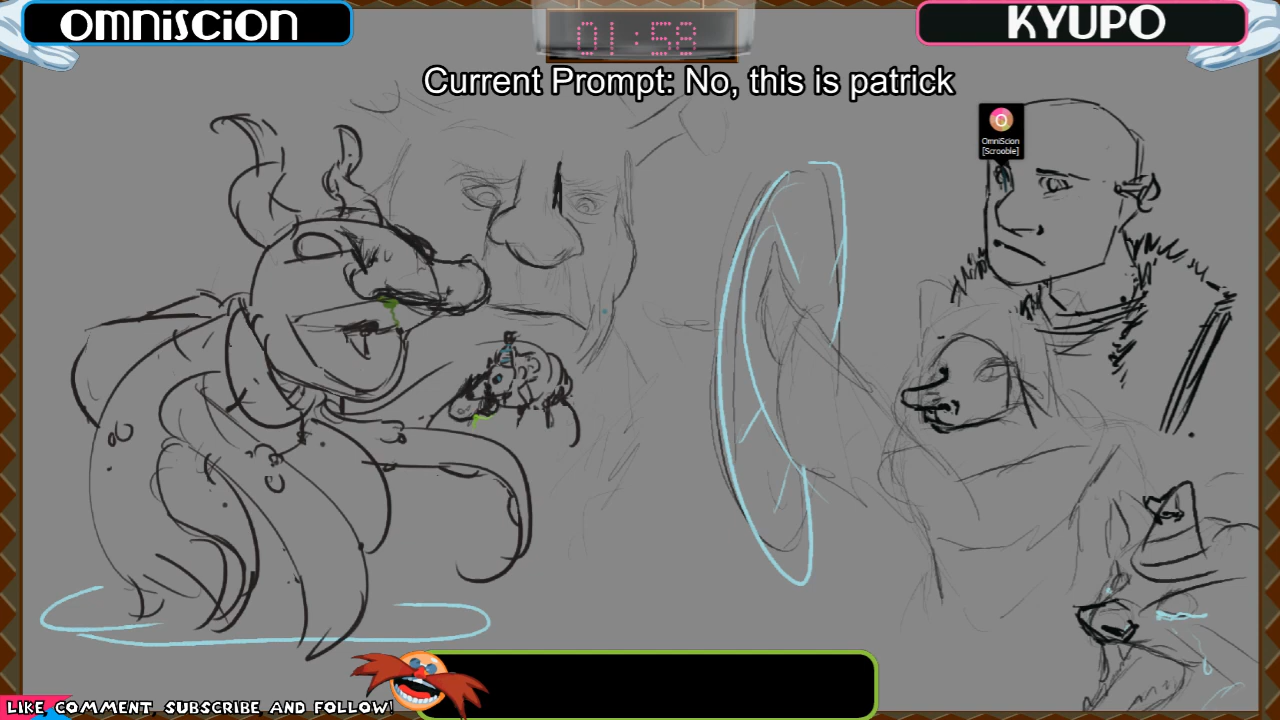 OMNISCION
01:58
KYUPO
Current Prompt: No, this is patrick
O
OmniScion
[Scrooble]
LIKE, COMMENT, SUBSCRIBE AND FOLLOW!